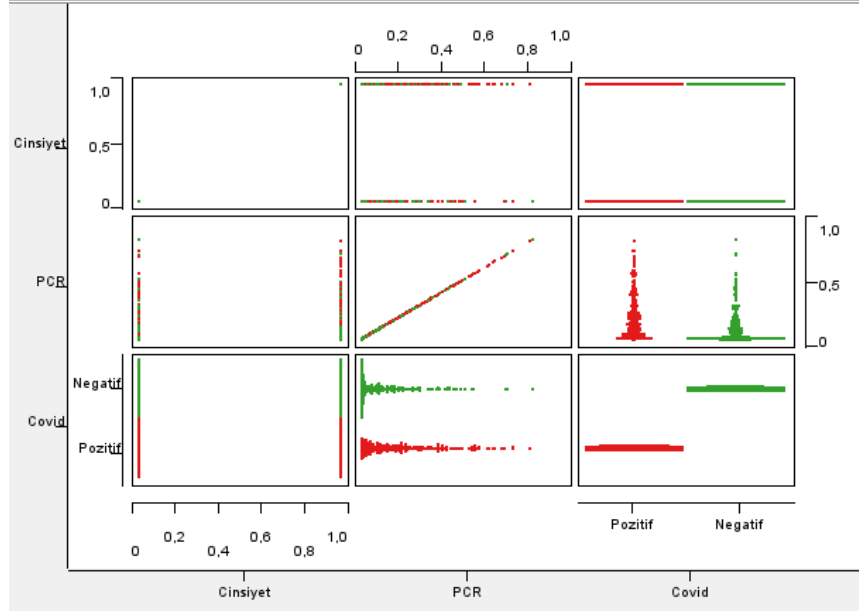 0 0,2 0,4 0,6 0,8 1,0
Cinsiyet
1,0
0,5
0
PCR
1,0
0,5
0
Covid
Negatif
Pozitif
0 0,2 0,4 0,6 0,8 1,0
Pozitif Negatif
Cinsiyet PCR Covid